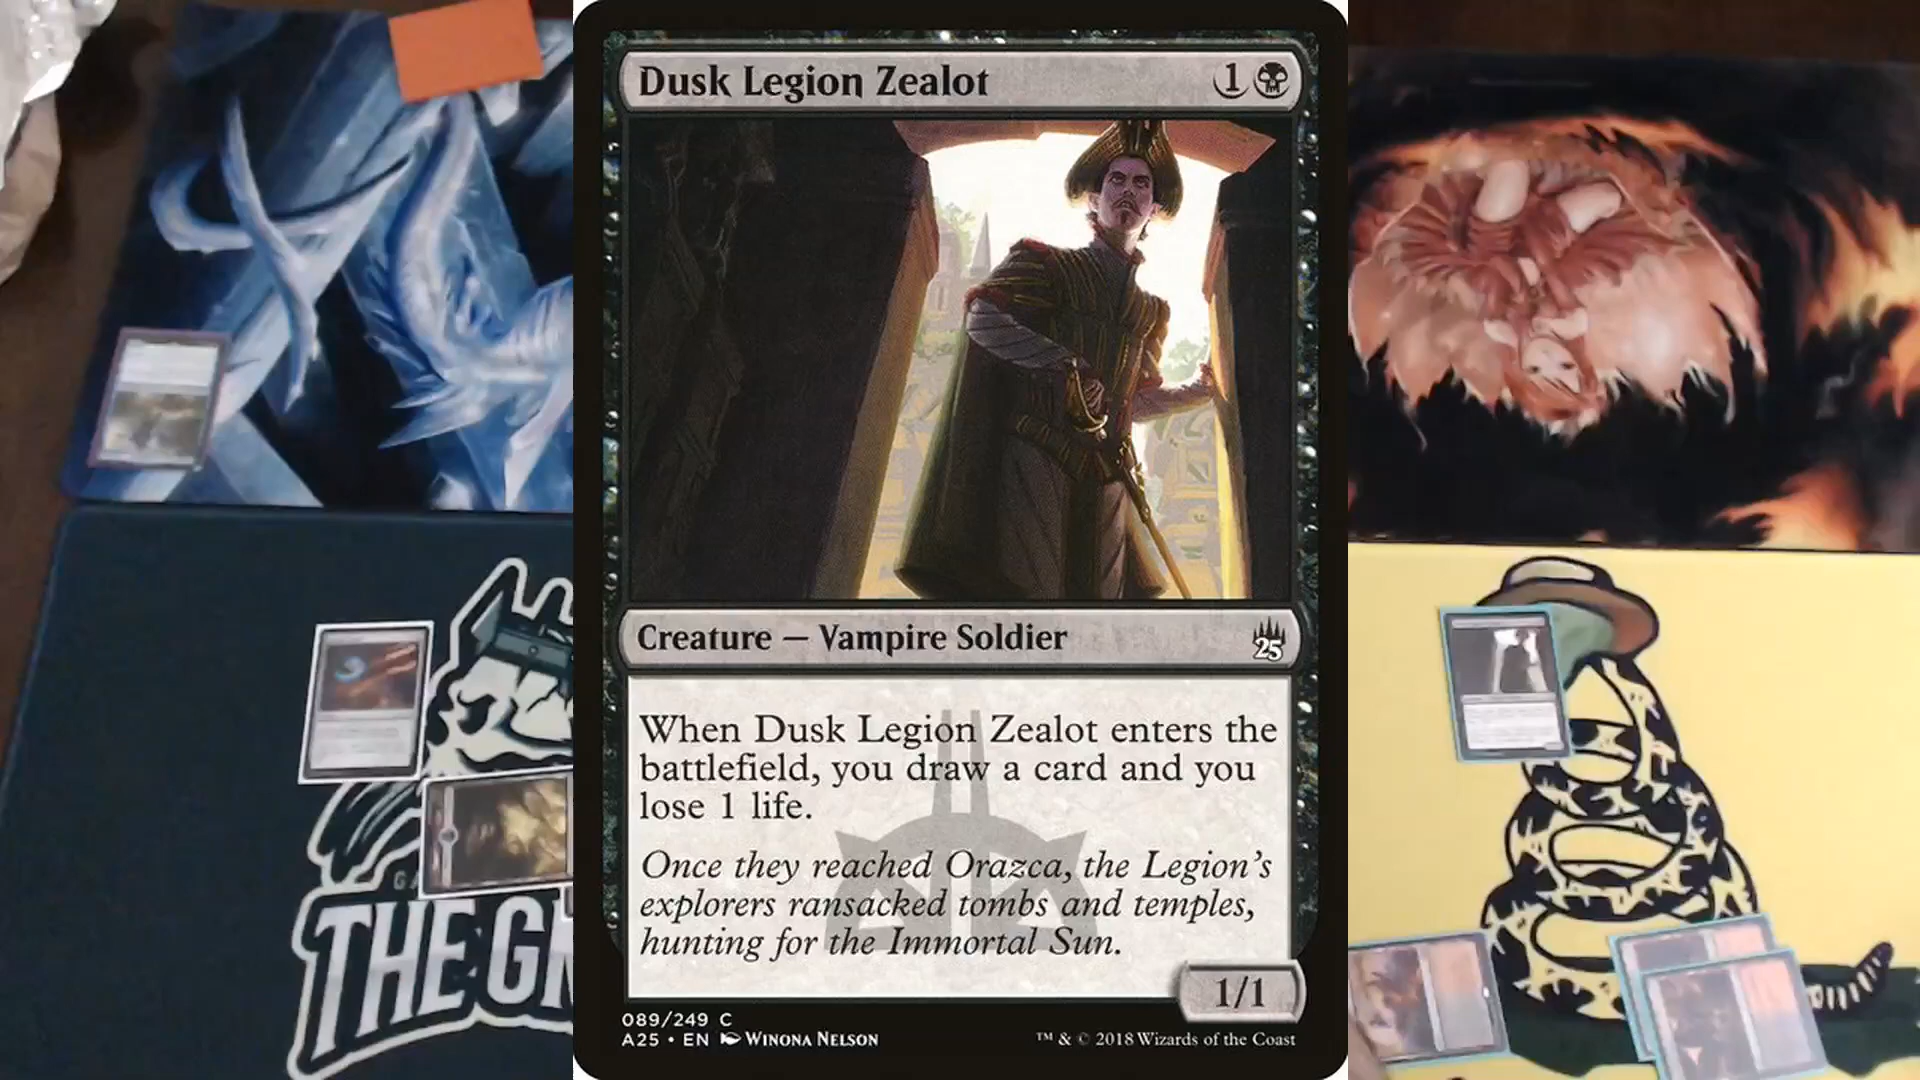 Dusk Legion Zealot
1
Creature — Vampire Soldier
25
When Dusk Legion Zealot enters the
battlefield, you draw a card and you
lose 1 life.
Once they reached Orazca, the Legion's
explorers ransacked tombs and temples,
hunting for the Immortal Sun.
1/1
089/249 C
A25 • EN Winona Nelson
™ & © 2018 Wizards of the Coast
GA
THE GR